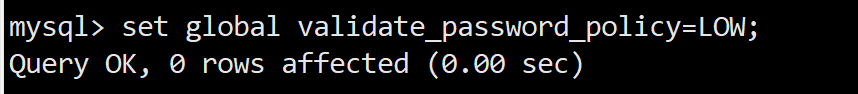 mysql> set global validate_password_policy=LOW;
Query OK, 0 rows affected (0.00 sec)